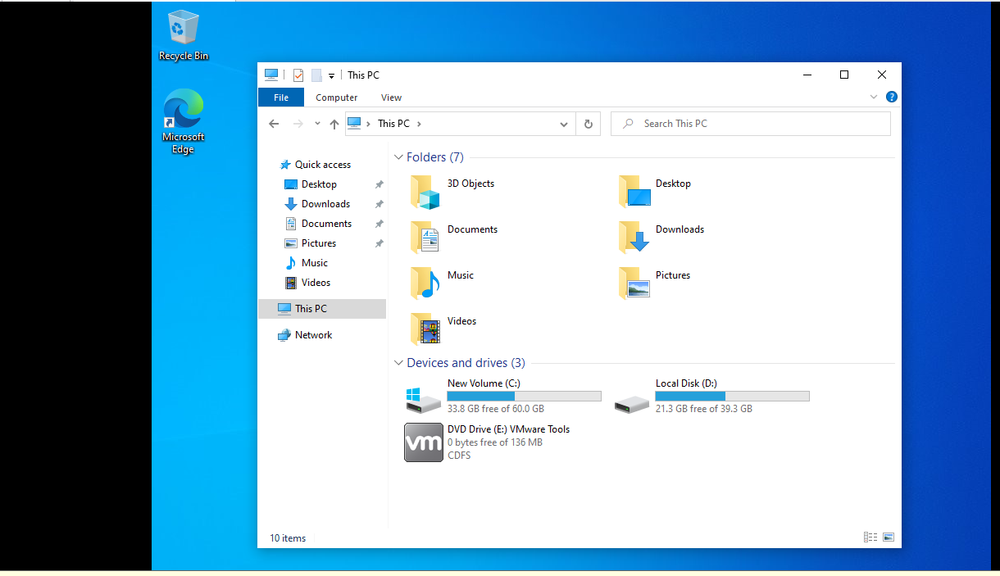 Recycle Bin
Microsoft
Edge
This PC
File
Computer
View
?
This PC
Search This PC
Quick access
Desktop
Downloads
Documents
Pictures
Music
Videos
This PC
Network
Folders (7)
3D Objects
Desktop
Documents
Downloads
Music
Pictures
Videos
Devices and drives (3)
New Volume (C:)
33.8 GB free of 60.0 GB
Local Disk (D:)
21.3 GB free of 39.3 GB
vm
DVD Drive (E:) VMware Tools
0 bytes free of 136 MB
CDFS
10 items